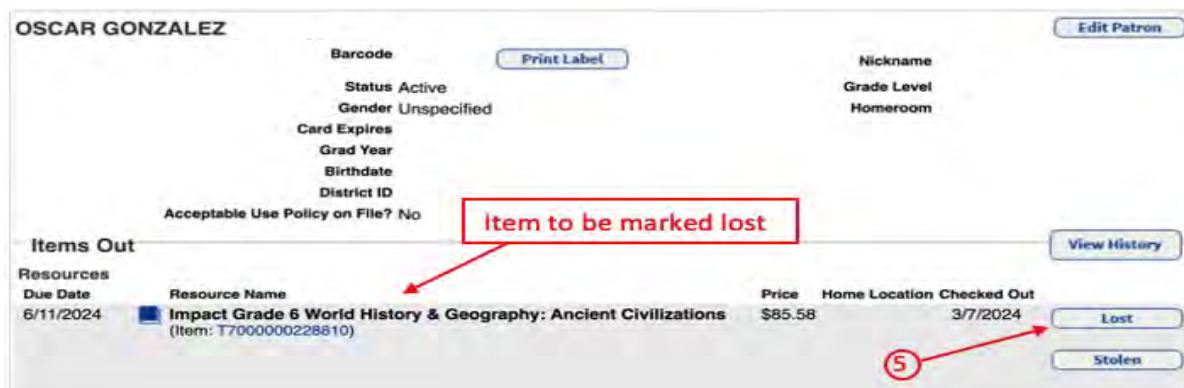 OSCAR GONZALEZ
Edit Patron
Barcode
Print Label
Nickname
Status Active
Grade Level
Gender Unspecified
Homeroom
Card Expires
Grad Year
Birthdate
District ID
Acceptable Use Policy on File? No
Item to be marked lost
Items Out
View History
Resources
Due Date Resource Name Price Home Location Checked Out
6/11/2024 Impact Grade 6 World History & Geography: Ancient Civilizations $85.58 3/7/2024 Lost
(Item: T7000000228810)
5 Stolen